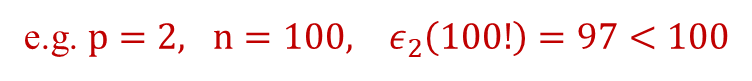 e.g. p = 2, n = 100, ϵ₂(100!) = 97 < 100